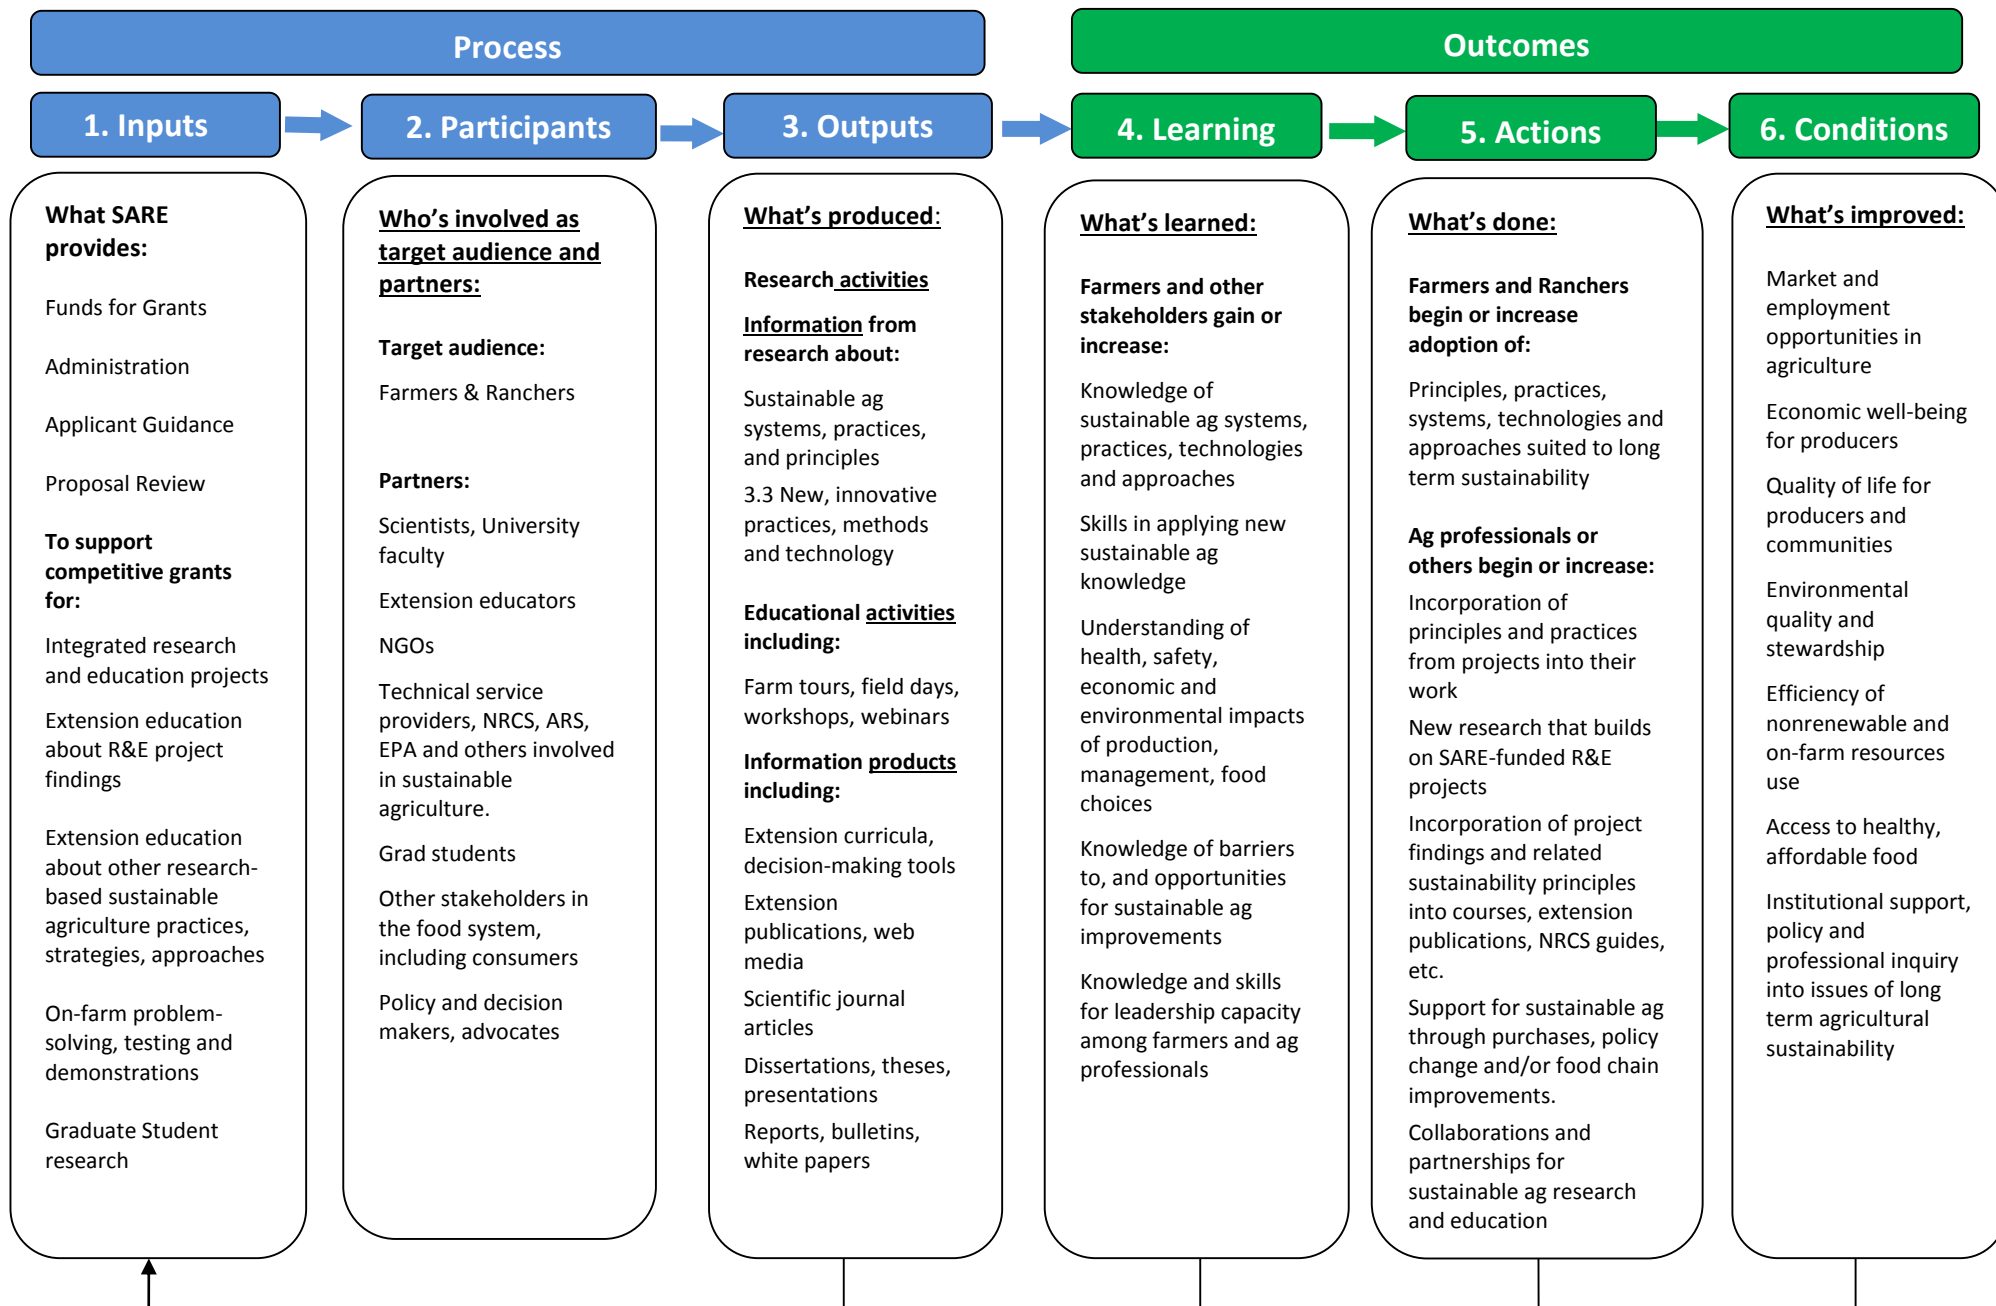 Process
Outcomes
1. Inputs
2. Participants
3. Outputs
4. Learning
5. Actions
6. Conditions
What SARE
provides:
Funds for Grants
Administration
Applicant Guidance
Proposal Review
To support
competitive grants
for:
Integrated research
and education projects
Extension education
about R&E project
findings
Extension education
about other research-
based sustainable
agriculture practices,
strategies, approaches
On-farm problem-
solving, testing and
demonstrations
Graduate Student
research
Who’s involved as
target audience and
partners:
Target audience:
Farmers & Ranchers
Partners:
Scientists, University
faculty
Extension educators
NGOs
Technical service
providers, NRCS, ARS,
EPA and others involved
in sustainable
agriculture.
Grad students
Other stakeholders in
the food system,
including consumers
Policy and decision
makers, advocates
What’s produced:
Research activities
Information from
research about:
Sustainable ag
systems, practices,
and principles
3.3 New, innovative
practices, methods
and technology
Educational activities
including:
Farm tours, field days,
workshops, webinars
Information products
including:
Extension curricula,
decision-making tools
Extension
publications, web
media
Scientific journal
articles
Dissertations, theses,
presentations
Reports, bulletins,
white papers
What’s learned:
Farmers and other
stakeholders gain or
increase:
Knowledge of
sustainable ag systems,
practices, technologies
and approaches
Skills in applying new
sustainable ag
knowledge
Understanding of
health, safety,
economic and
environmental impacts
of production,
management, food
choices
Knowledge of barriers
to, and opportunities
for sustainable ag
improvements
Knowledge and skills
for leadership capacity
among farmers and ag
professionals
What’s done:
Farmers and Ranchers
begin or increase
adoption of:
Principles, practices,
systems, technologies and
approaches suited to long
term sustainability
Ag professionals or
others begin or increase:
Incorporation of
principles and practices
from projects into their
work
New research that builds
on SARE-funded R&E
projects
Incorporation of project
findings and related
sustainability principles
into courses, extension
publications, NRCS guides,
etc.
Support for sustainable ag
through purchases, policy
change and/or food chain
improvements.
Collaborations and
partnerships for
sustainable ag research
and education
What’s improved:
Market and
employment
opportunities in
agriculture
Economic well-being
for producers
Quality of life for
producers and
communities
Environmental
quality and
stewardship
Efficiency of
nonrenewable and
on-farm resources
use
Access to healthy,
affordable food
Institutional support,
policy and
professional inquiry
into issues of long
term agricultural
sustainability